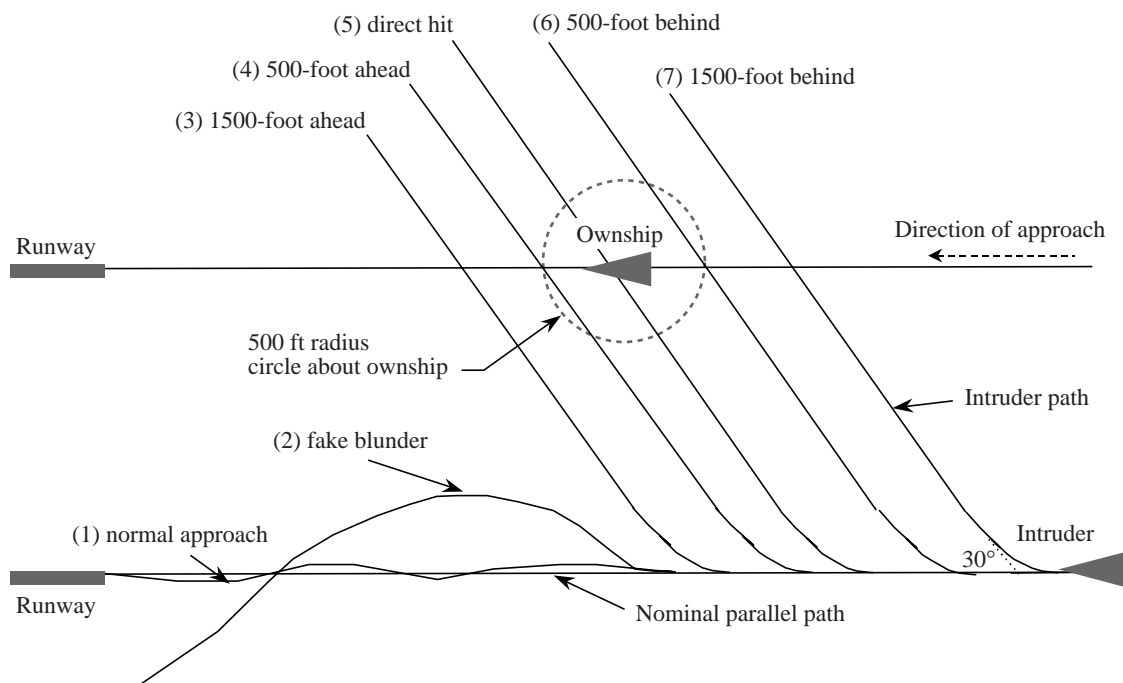 (5) direct hit
(6) 500-foot behind
(4) 500-foot ahead
(7) 1500-foot behind
(3) 1500-foot ahead
Runway
Ownship
Direction of approach
500 ft radius
circle about ownship
Intruder path
(2) fake blunder
(1) normal approach
Intruder
30°
Runway
Nominal parallel path